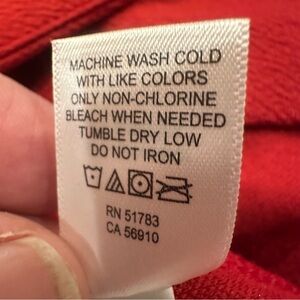 MACHINE WASH COLD
WITH LIKE COLORS
ONLY NON-CHLORINE
BLEACH WHEN NEEDED
TUMBLE DRY LOW
DO NOT IRON
RN 51783
CA 56910